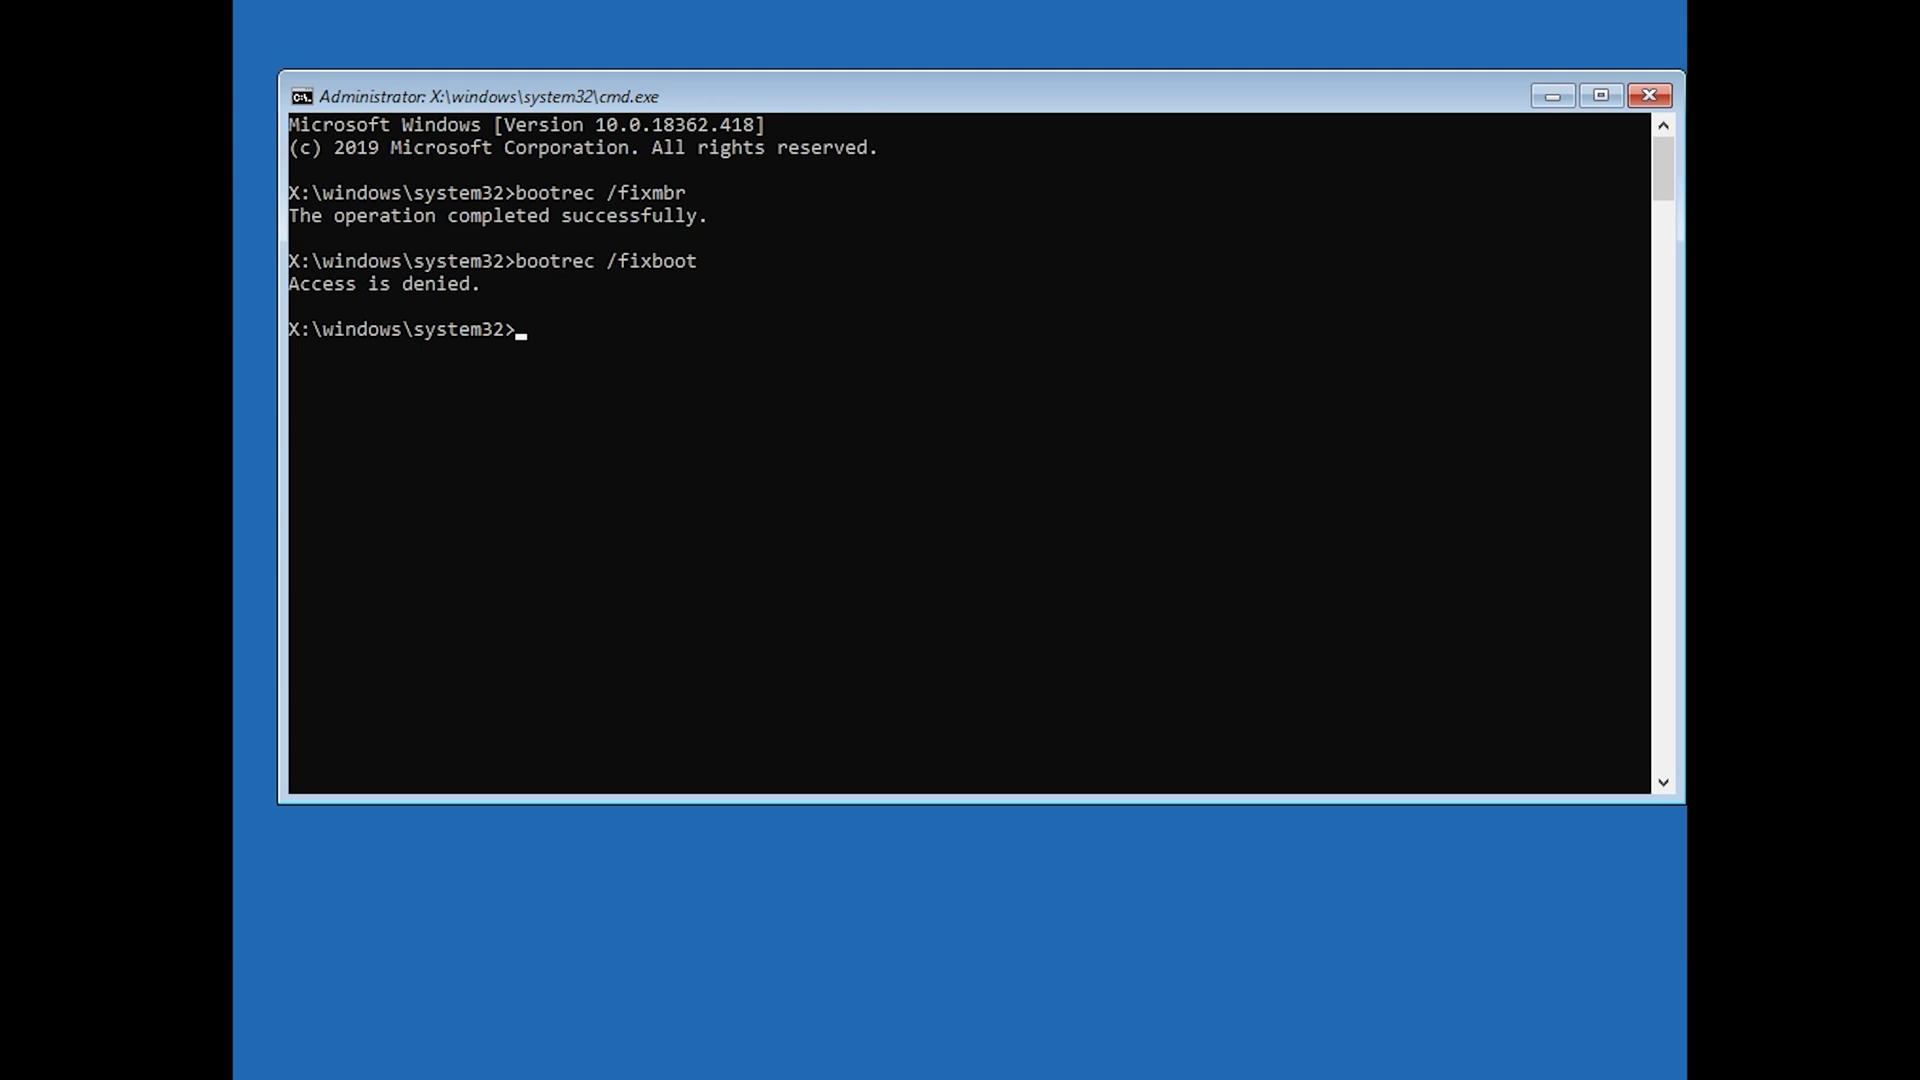 Administrator: X:\windows\system32\cmd.exe
Microsoft Windows [Version 10.0.18362.418]
(c) 2019 Microsoft Corporation. All rights reserved.
X:\windows\system32>bootrec /fixmbr
The operation completed successfully.
X:\windows\system32>bootrec /fixboot
Access is denied.
X:\windows\system32>